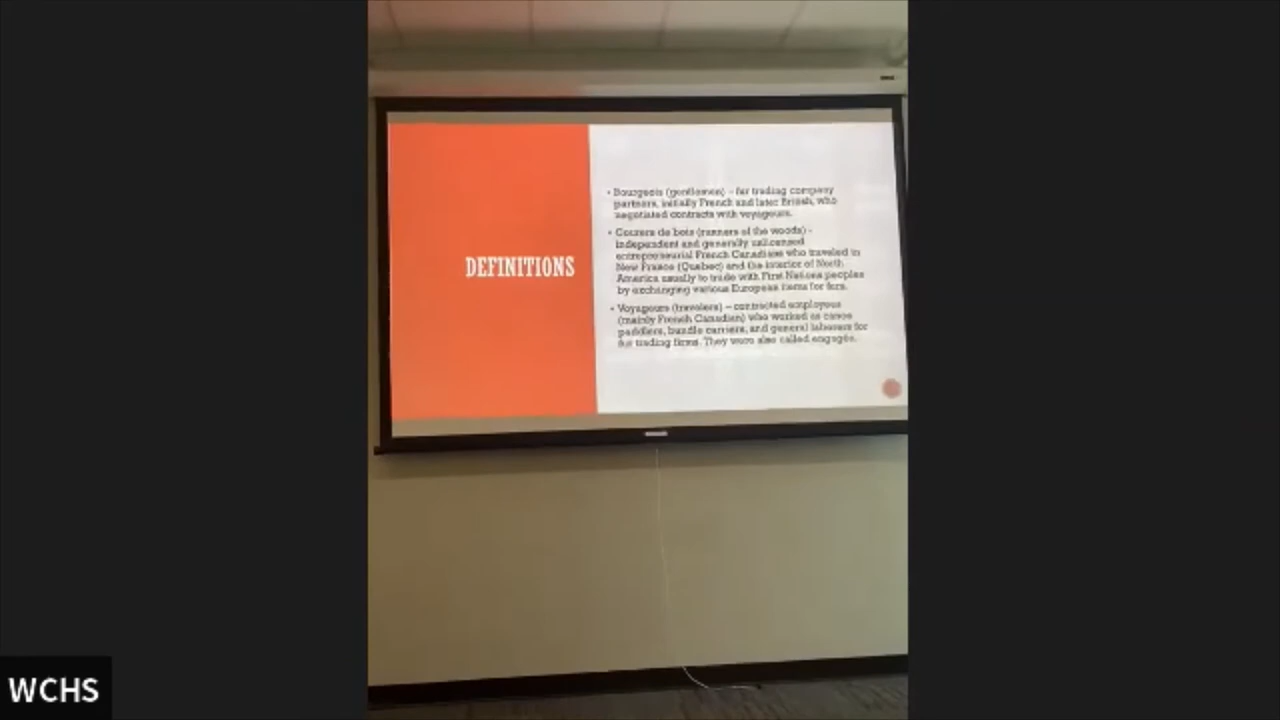 DEFINITIONS
• Bourgeois (gentlemen) – fur trading company
partners, initially French and later British, who
negotiated contracts with voyageurs.
• Courers de bois (runners of the woods) -
independent and generally unlicensed
entrepreneurial French Canadians who traveled in
New France (Quebec) and the interior of North
America usually to trade with First Nations peoples
by exchanging various European items for furs.
• Voyageurs (travelers) – contracted employees
(mainly French Canadian) who worked as canoe
paddlers, bundle carriers, and general laborers for
fur trading firms. They were also called engagés.
WCHS